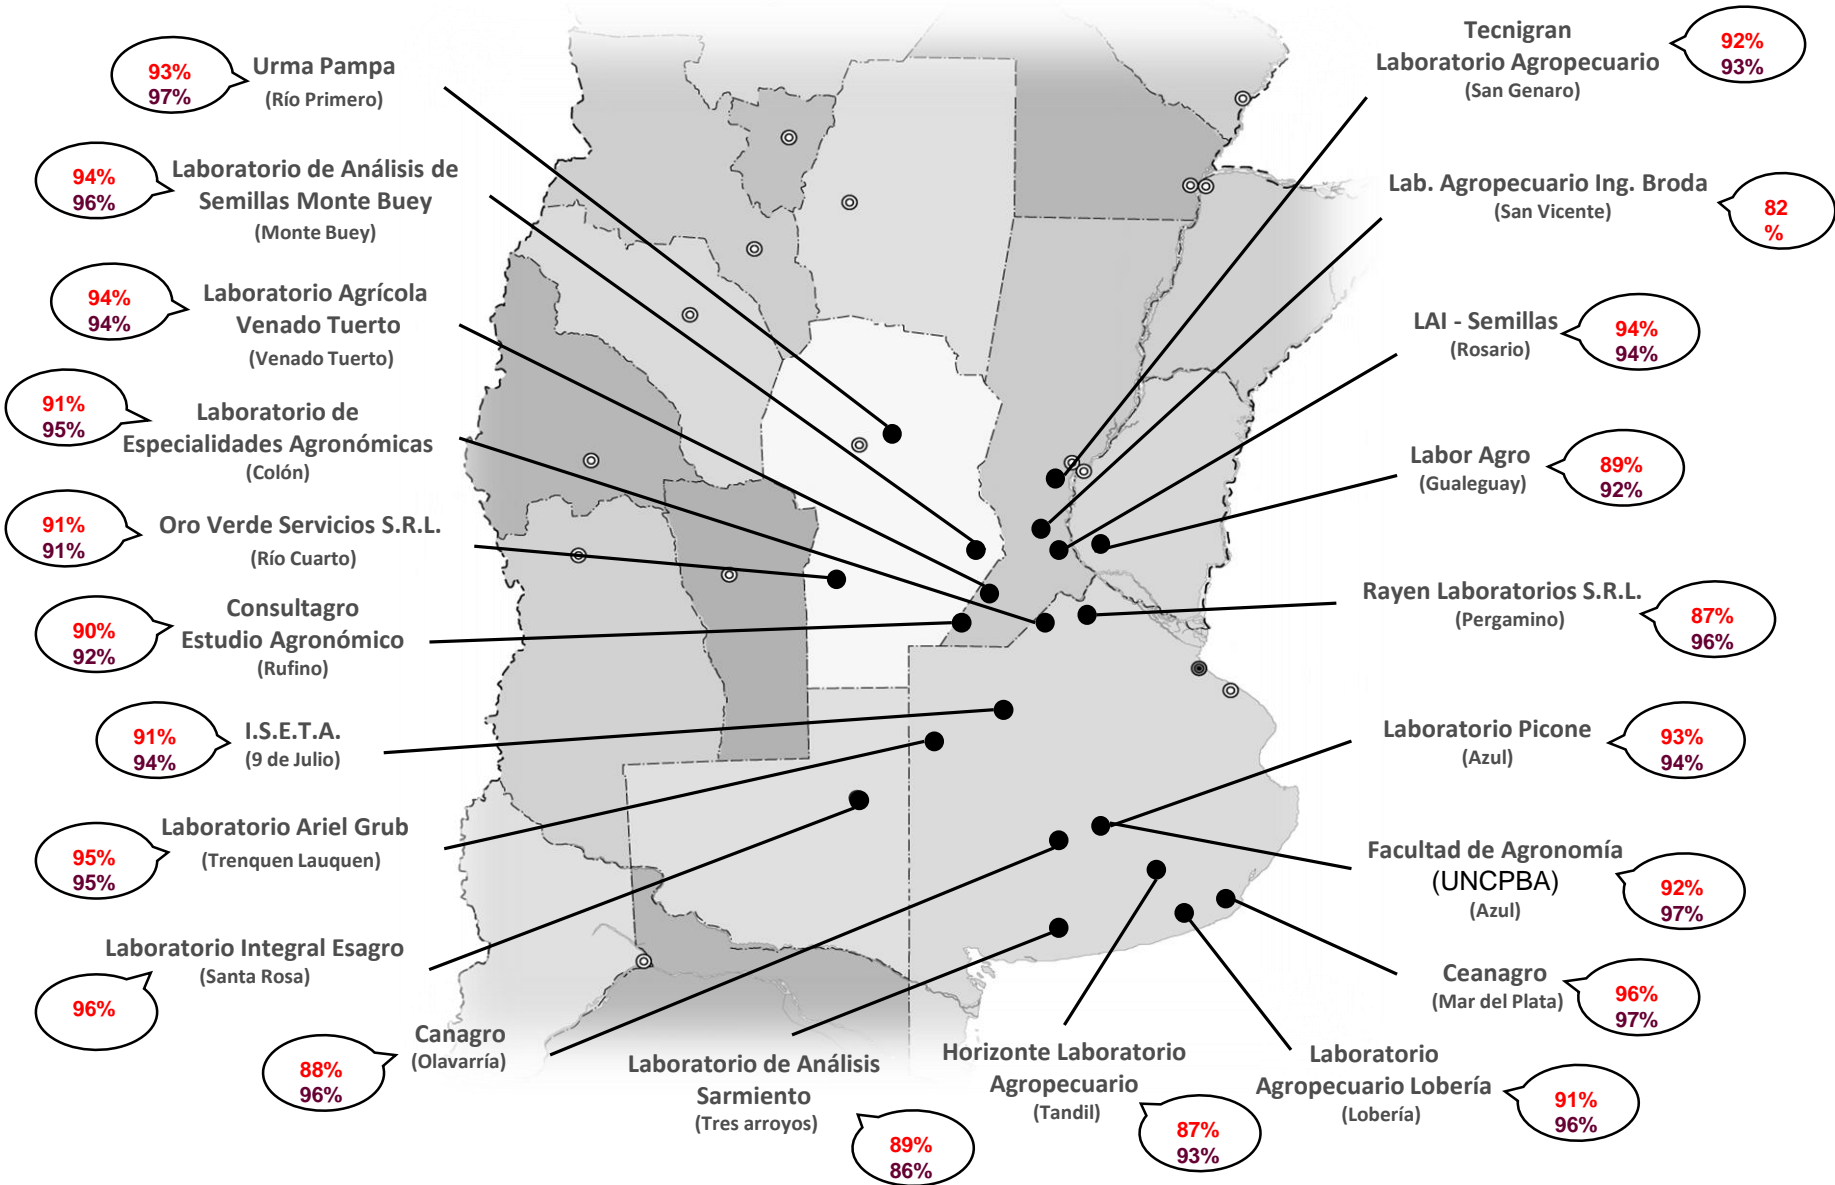 93%
97%
Urma Pampa
(Río Primero)
94%
96%
Laboratorio de Análisis de
Semillas Monte Buey
(Monte Buey)
94%
94%
Laboratorio Agrícola
Venado Tuerto
(Venado Tuerto)
91%
95%
Laboratorio de
Especialidades Agronómicas
(Colón)
91%
91%
Oro Verde Servicios S.R.L.
(Río Cuarto)
90%
92%
Consultagro
Estudio Agronómico
(Rufino)
91%
94%
I.S.E.T.A.
(9 de Julio)
95%
95%
Laboratorio Ariel Grub
(Trenquen Lauquen)
Laboratorio Integral Esagro
(Santa Rosa)
96%
Canagro
(Olavarría)
88%
96%
Laboratorio de Análisis
Sarmiento
(Tres arroyos)
89%
86%
Horizonte Laboratorio
Agropecuario
(Tandil)
87%
93%
Laboratorio
Agropecuario Lobería
(Lobería)
91%
96%
Tecnigran
Laboratorio Agropecuario
(San Genaro)
92%
93%
Lab. Agropecuario Ing. Broda
(San Vicente)
82
%
LAI - Semillas
(Rosario)
94%
94%
Labor Agro
(Gualeguay)
89%
92%
Rayen Laboratorios S.R.L.
(Pergamino)
87%
96%
Laboratorio Picone
(Azul)
93%
94%
Facultad de Agronomía
(UNCPBA)
(Azul)
92%
97%
Ceanagro
(Mar del Plata)
96%
97%